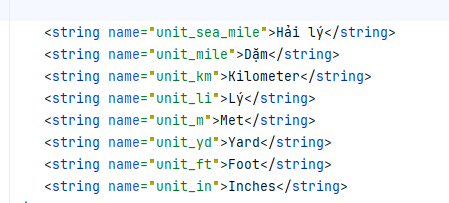 <string name="unit_sea_mile">Hải lý</string>
<string name="unit_mile">Dặm</string>
<string name="unit_km">Kilometer</string>
<string name="unit_li">Lý</string>
<string name="unit_m">Met</string>
<string name="unit_yd">Yard</string>
<string name="unit_ft">Foot</string>
<string name="unit_in">Inches</string>